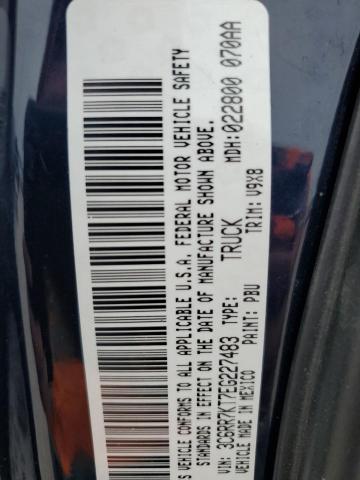 S VEHICLE CONFORMS TO ALL APPLICABLE U.S.A. FEDERAL MOTOR VEHICLE SAFETY
STANDARDS IN EFFECT ON THE DATE OF MANUFACTURE SHOWN ABOVE.
VIN: 3C6RR7KT7EG227483 TYPE: TRUCK MDH: 022800 070AA
VEHICLE MADE IN MEXICO PAINT: PBU TRIM: V9X8